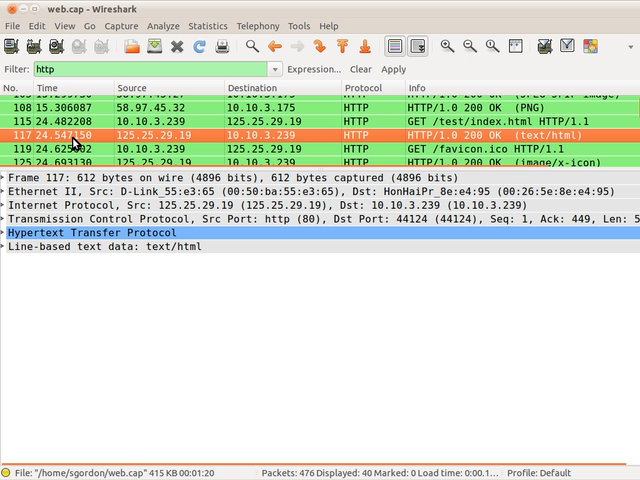 web.cap - Wireshark
File Edit View Go Capture Analyze Statistics Telephony Tools Help
Filter: http Expression... Clear Apply
No. Time Source Destination Protocol Info
108 15.306087 58.97.45.32 10.10.3.175 HTTP HTTP/1.0 200 OK (PNG)
115 24.482208 10.10.3.239 125.25.29.19 HTTP GET /test/index.html HTTP/1.1
117 24.547150 125.25.29.19 10.10.3.239 HTTP HTTP/1.0 200 OK (text/html)
119 10.10.3.239 125.25.29.19 HTTP GET /favicon.ico HTTP/1.1
125 24.693130 125.25.29.19 10.10.3.239 HTTP HTTP/1.0 200 OK (image/x-icon)
Frame 117: 612 bytes on wire (4896 bits), 612 bytes captured (4896 bits)
Ethernet II, Src: D-Link_55:e3:65 (00:50:ba:55:e3:65), Dst: HonHaiPr_8e:e4:95 (00:26:5e:8e:e4:95)
Internet Protocol, Src: 125.25.29.19 (125.25.29.19), Dst: 10.10.3.239 (10.10.3.239)
Transmission Control Protocol, Src Port: http (80), Dst Port: 44124 (44124), Seq: 1, Ack: 449, Len: 5
Hypertext Transfer Protocol
Line-based text data: text/html
File: "/home/sgordon/web.cap" 415 KB 00:01:20 Packets: 476 Displayed: 40 Marked: 0 Load time: 0:00.1... Profile: Default